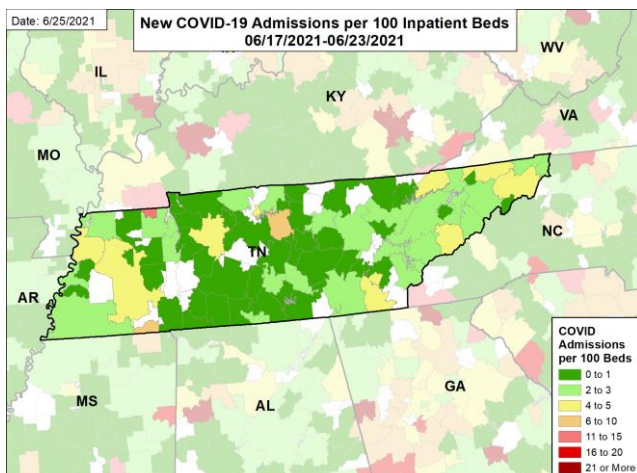 Date: 6/25/2021
New COVID-19 Admissions per 100 Inpatient Beds
06/17/2021-06/23/2021
WV
IL
KY
VA
MO
TN
NC
AR
MS
AL
GA
COVID
Admissions
per 100 Beds
0 to 1
2 to 3
4 to 5
6 to 10
11 to 15
16 to 20
21 or More